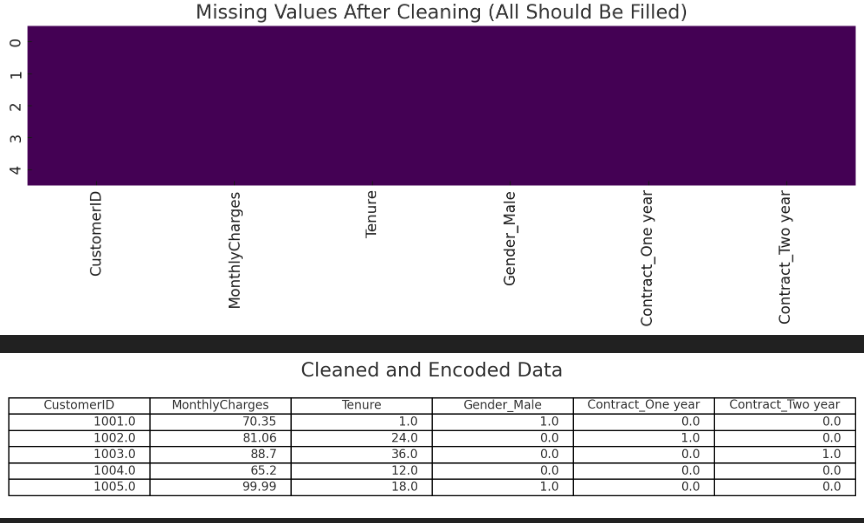 Missing Values After Cleaning (All Should Be Filled)
0
1
2
3
4
CustomerID
MonthlyCharges
Tenure
Gender_Male
Contract_One year
Contract_Two year
Cleaned and Encoded Data
CustomerID MonthlyCharges Tenure Gender_Male Contract_One year Contract_Two year
1001.0 70.35 1.0 1.0 0.0 0.0
1002.0 81.06 24.0 0.0 1.0 0.0
1003.0 88.7 36.0 0.0 0.0 1.0
1004.0 65.2 12.0 0.0 0.0 0.0
1005.0 99.99 18.0 1.0 0.0 0.0